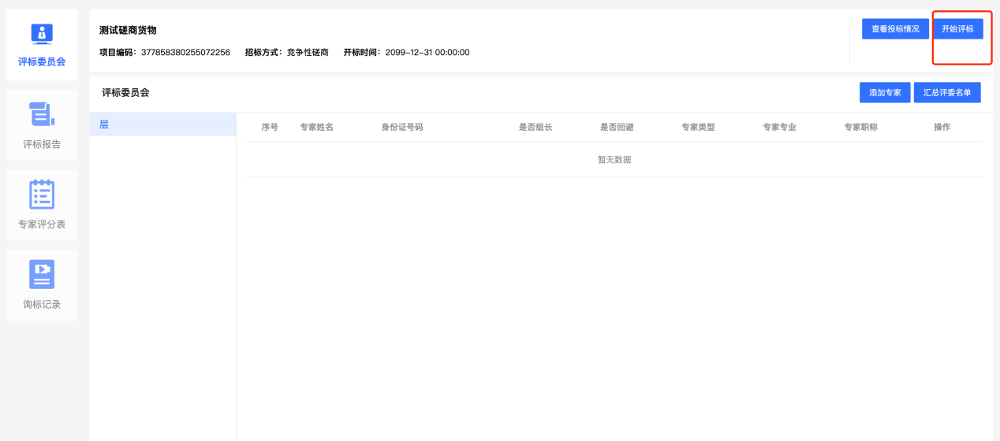 评标委员会
评标报告
专家评分表
询标记录
测试磋商货物
项目编码：377858380255072256 招标方式：竞争性磋商 开标时间：2099-12-31 00:00:00
查看投标情况 开始评标
评标委员会
添加专家 汇总评委名单
层
序号 专家姓名 身份证号码 是否组长 是否回避 专家类型 专家专业 专家职称 操作
暂无数据